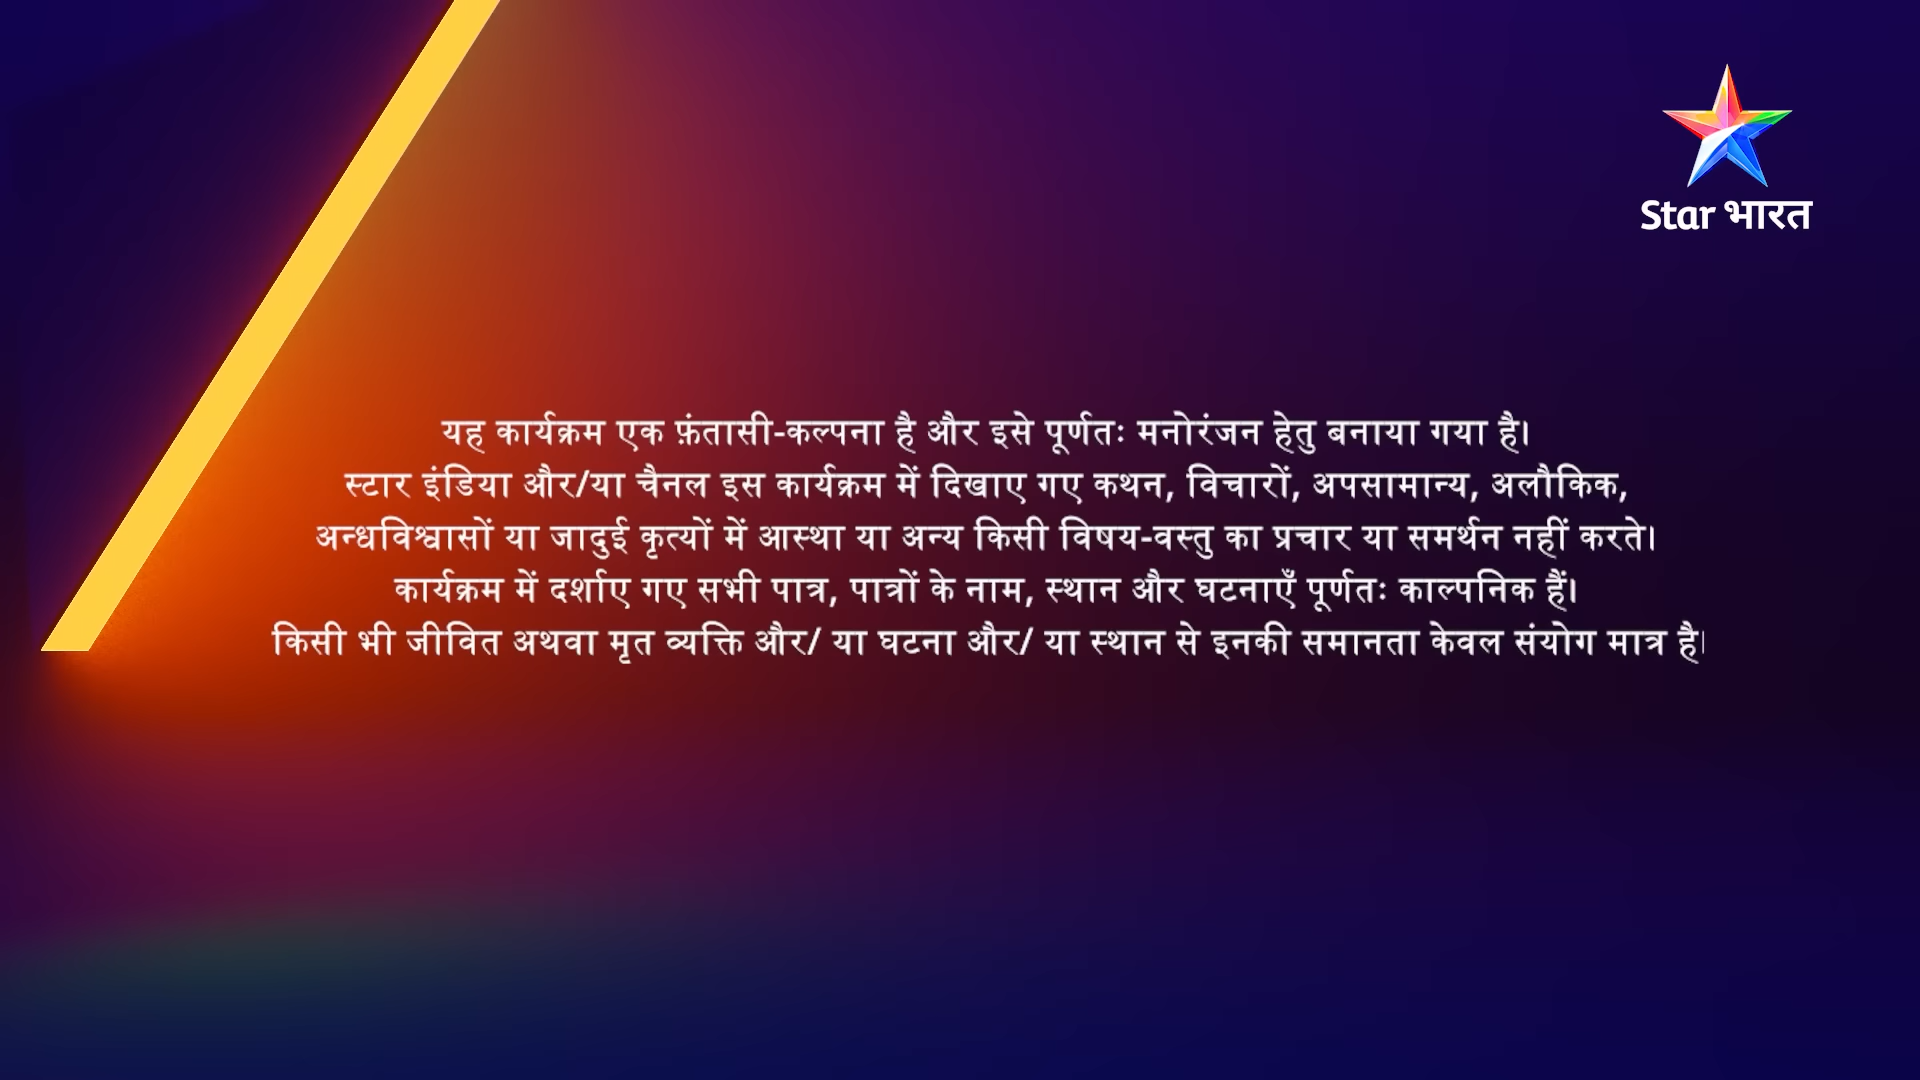 Star भारत
यह कार्यक्रम एक फ़ंतासी-कल्पना है और इसे पूर्णतः मनोरंजन हेतु बनाया गया है।
स्टार इंडिया और/या चैनल इस कार्यक्रम में दिखाए गए कथन, विचारों, अपसामान्य, अलौकिक,
अन्धविश्वासों या जादुई कृत्यों में आस्था या अन्य किसी विषय-वस्तु का प्रचार या समर्थन नहीं करते।
कार्यक्रम में दर्शाए गए सभी पात्र, पात्रों के नाम, स्थान और घटनाएँ पूर्णतः काल्पनिक हैं।
किसी भी जीवित अथवा मृत व्यक्ति और/ या घटना और/ या स्थान से इनकी समानता केवल संयोग मात्र है।